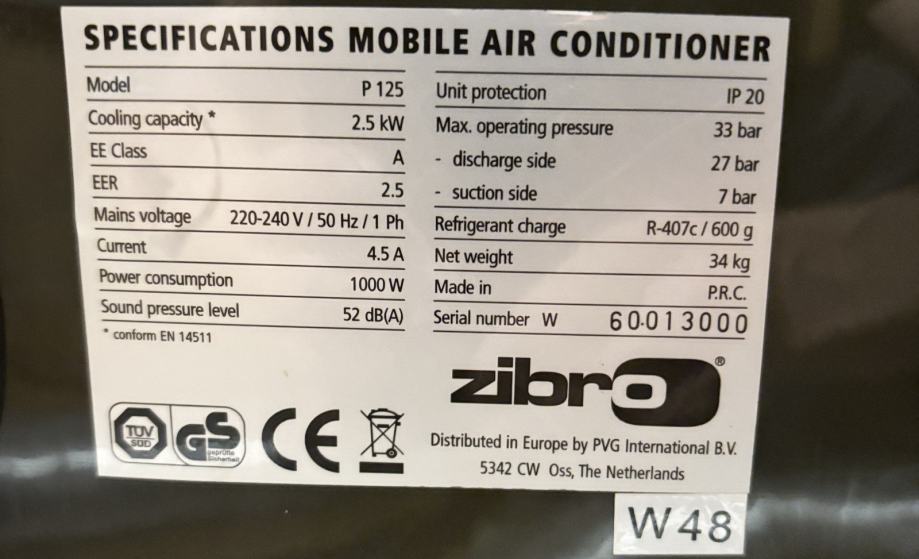 SPECIFICATIONS MOBILE AIR CONDITIONER
Model P 125
Cooling capacity * 2.5 kW
EE Class A
EER 2.5
Mains voltage 220-240 V / 50 Hz / 1 Ph
Current 4.5 A
Power consumption 1000 W
Sound pressure level 52 dB(A)
* conform EN 14511
Unit protection IP 20
Max. operating pressure 33 bar
- discharge side 27 bar
- suction side 7 bar
Refrigerant charge R-407c / 600 g
Net weight 34 kg
Made in P.R.C.
Serial number W 60.013000
zibro®
TÜV
SÜD
GS
geprüfte
Sicherheit
CE
Distributed in Europe by PVG International B.V.
5342 CW Oss, The Netherlands
W48